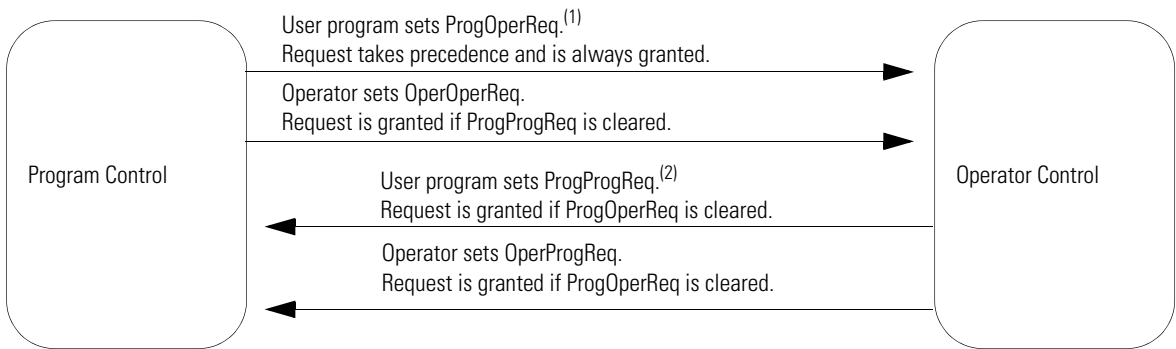 User program sets ProgOperReq.(1)
Request takes precedence and is always granted.
Operator sets OperOperReq.
Request is granted if ProgProgReq is cleared.
Program Control
User program sets ProgProgReq.(2)
Request is granted if ProgOperReq is cleared.
Operator Control
Operator sets OperProgReq.
Request is granted if ProgOperReq is cleared.